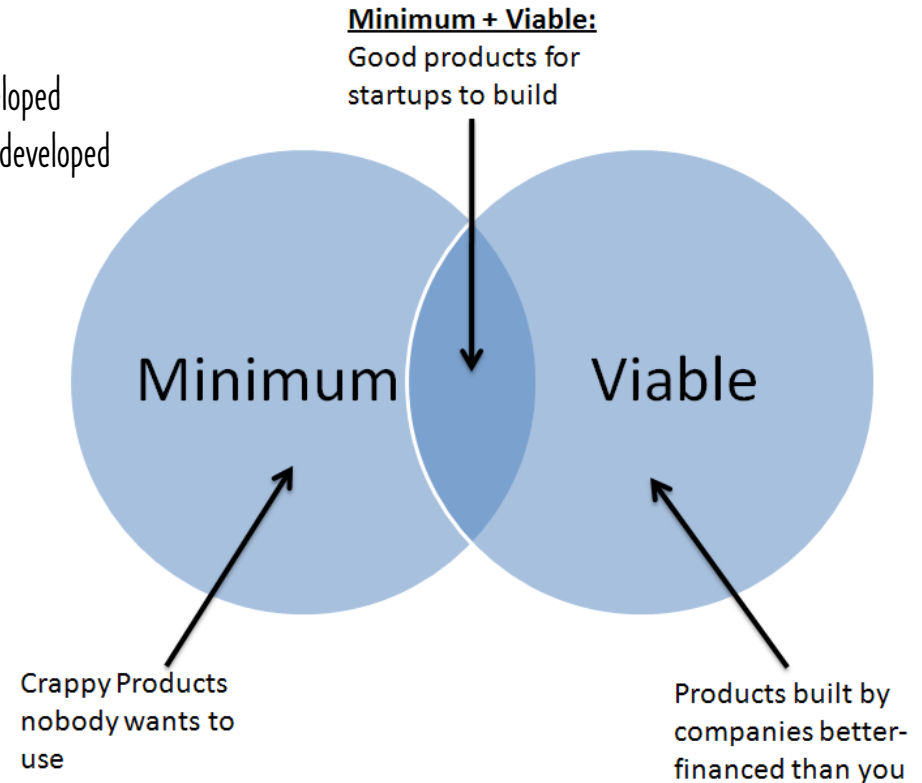 Minimum + Viable:
Good products for
startups to build
loped
developed
Minimum
Viable
Crappy Products
nobody wants to
use
Products built by
companies better-
financed than you